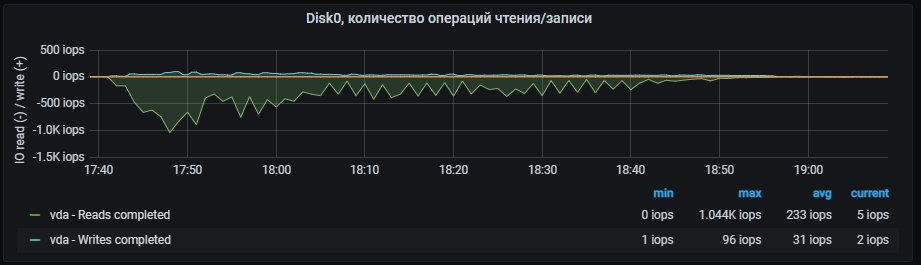 Disk0, количество операций чтения/записи
IO read (-) / write (+)
500 iops
0 iops
-500 iops
-1.0K iops
-1.5K iops
17:40 17:50 18:00 18:10 18:20 18:30 18:40 18:50 19:00
min max avg current
vda - Reads completed 0 iops 1.044K iops 233 iops 5 iops
vda - Writes completed 1 iops 96 iops 31 iops 2 iops